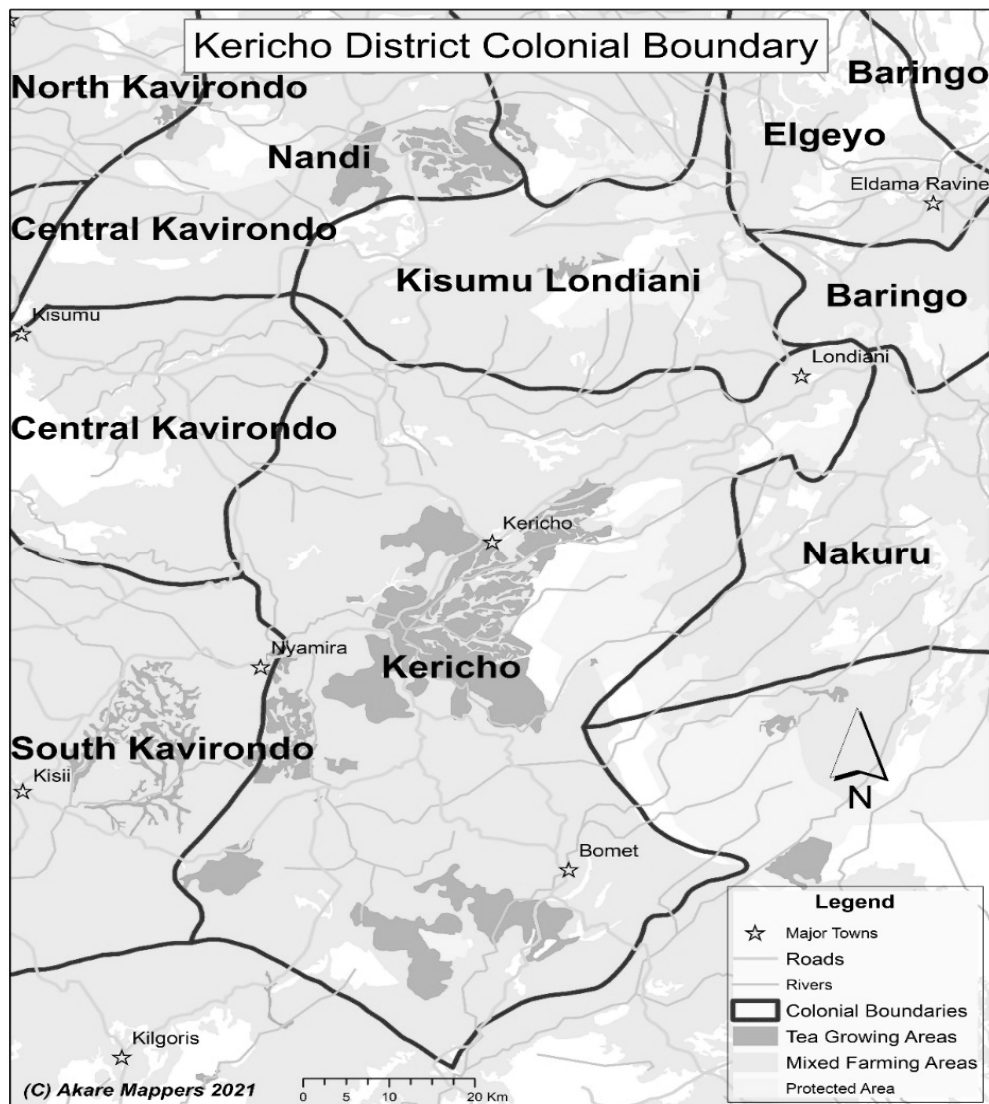 Kericho District Colonial Boundary
North Kavirondo
Baringo
Elgeyo
Nandi
Eldama Ravine
Central Kavirondo
Kisumu Londiani
Baringo
Kisumu
Londiani
Central Kavirondo
Kericho
Nakuru
Nyamira
Kericho
South Kavirondo
Kisii
N
Bomet
Legend
Major Towns
Roads
Rivers
Colonial Boundaries
Tea Growing Areas
Mixed Farming Areas
Protected Area
Kilgoris
(C) Akare Mappers 2021
0 5 10 20 Km